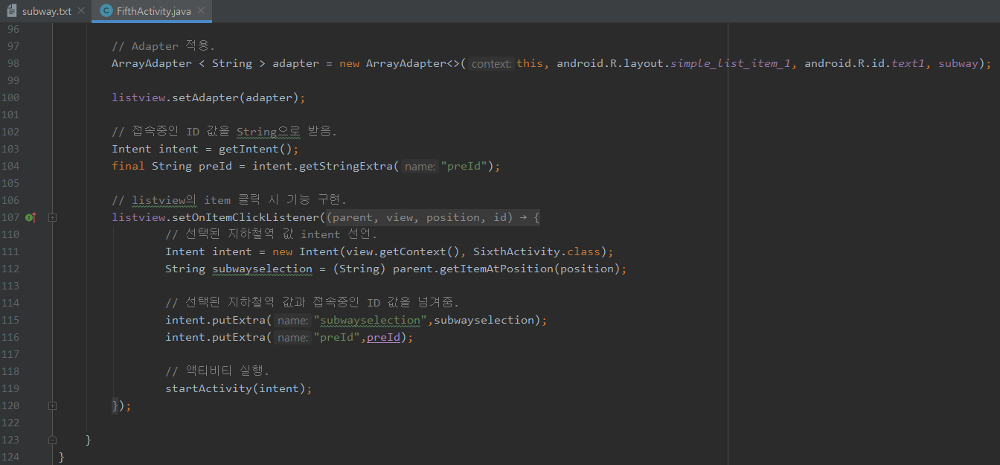 subway.txt
FifthActivity.java
96
97 // Adapter 적용.
98 ArrayAdapter < String > adapter = new ArrayAdapter<>( context: this, android.R.layout.simple_list_item_1, android.R.id.text1, subway);
99
100 listview.setAdapter(adapter);
101
102 // 접속중인 ID 값을 String으로 받음.
103 Intent intent = getIntent();
104 final String preId = intent.getStringExtra( name: "preId");
105
106 // listview의 item 클릭 시 기능 구현.
107 listview.setOnItemClickListener((parent, view, position, id) → {
110 // 선택된 지하철역 값 intent 선언.
111 Intent intent = new Intent(view.getContext(), SixthActivity.class);
112 String subwayselection = (String) parent.getItemAtPosition(position);
113
114 // 선택된 지하철역 값과 접속중인 ID 값을 넘겨줌.
115 intent.putExtra( name: "subwayselection",subwayselection);
116 intent.putExtra( name: "preId",preId);
117
118 // 액티비티 실행.
119 startActivity(intent);
120 });
122
123 }
124 }